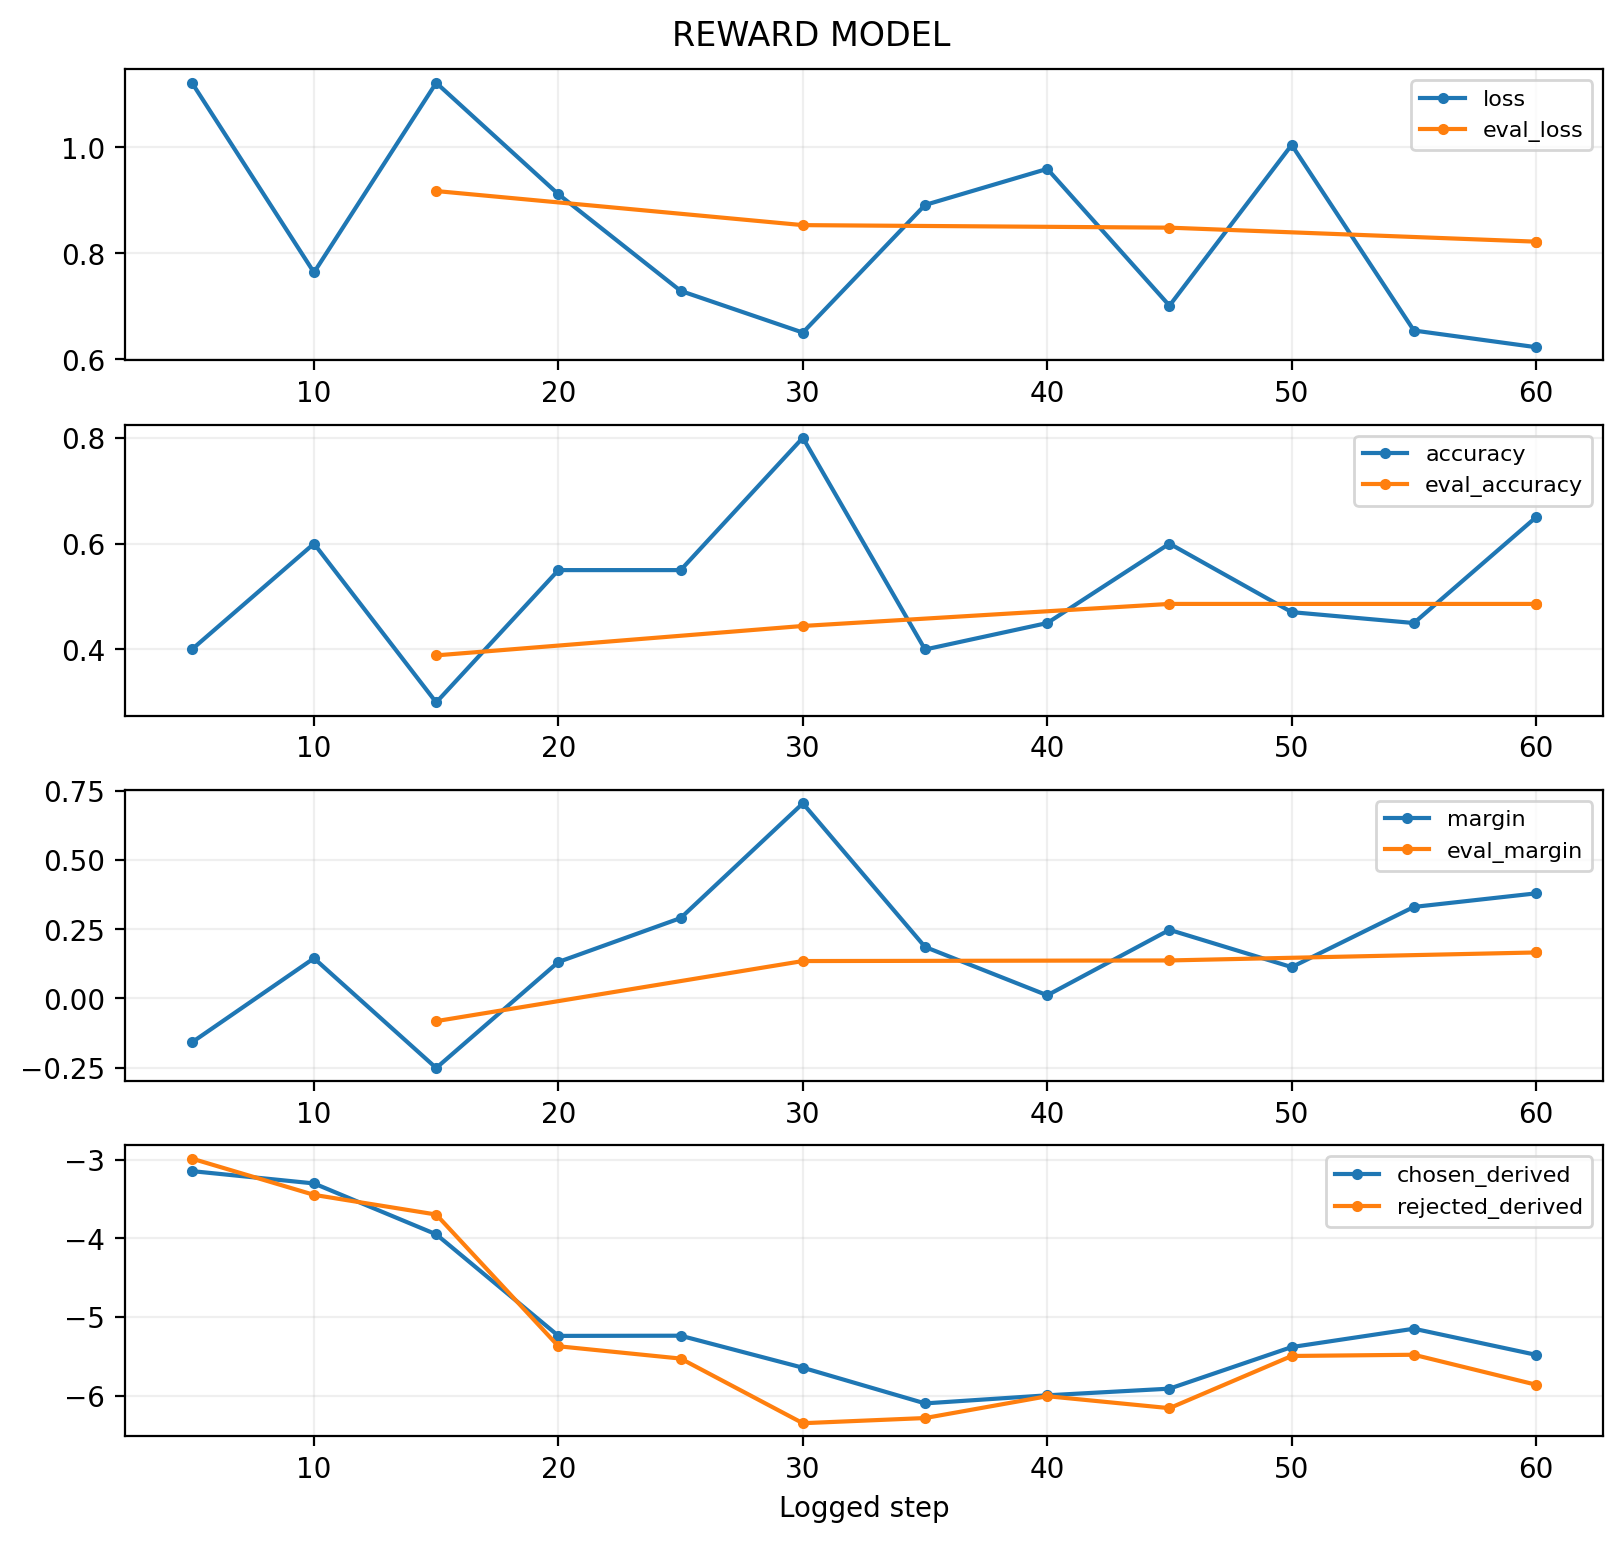 REWARD MODEL
loss
eval_loss
1.0
0.8
0.6
10 20 30 40 50 60
accuracy
eval_accuracy
0.8
0.6
0.4
10 20 30 40 50 60
margin
eval_margin
0.75
0.50
0.25
0.00
−0.25
10 20 30 40 50 60
chosen_derived
rejected_derived
−3
−4
−5
−6
10 20 30 40 50 60
Logged step